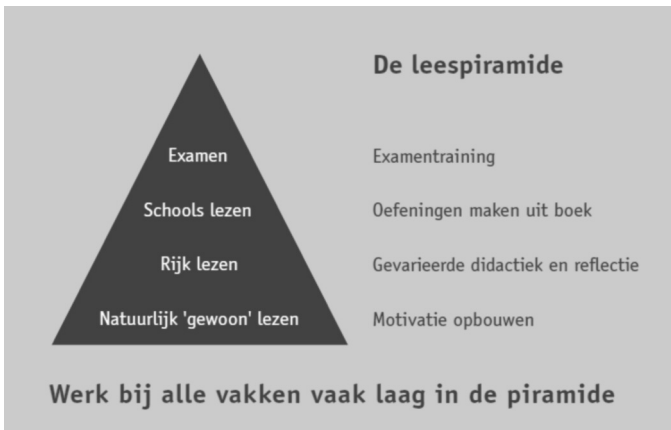 De leespiramide
Examen
Examentraining
Schools lezen
Oefeningen maken uit boek
Rijk lezen
Gevarieerde didactiek en reflectie
Natuurlijk 'gewoon' lezen
Motivatie opbouwen
Werk bij alle vakken vaak laag in de piramide